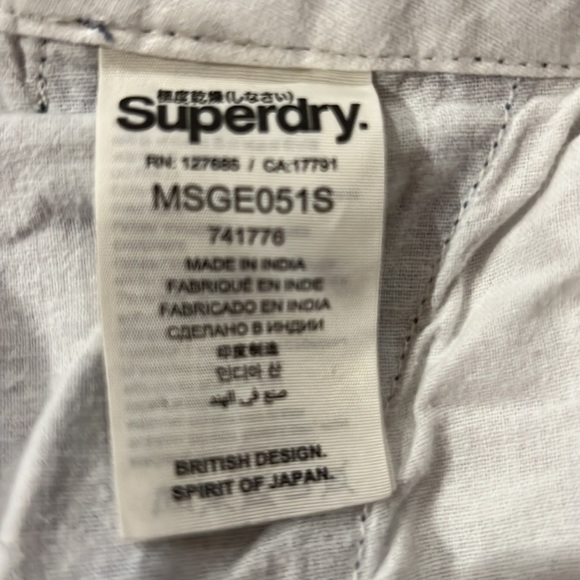 極度乾燥(しなさい)
Superdry.
RN: 127686 / CA:17791
MSGE051S
741776
MADE IN INDIA
FABRIQUÉ EN INDE
FABRICADO EN INDIA
СДЕЛАНО В ИНДИИ
印度制造
인디아 산
صنع في الهند
BRITISH DESIGN.
SPIRIT OF JAPAN.